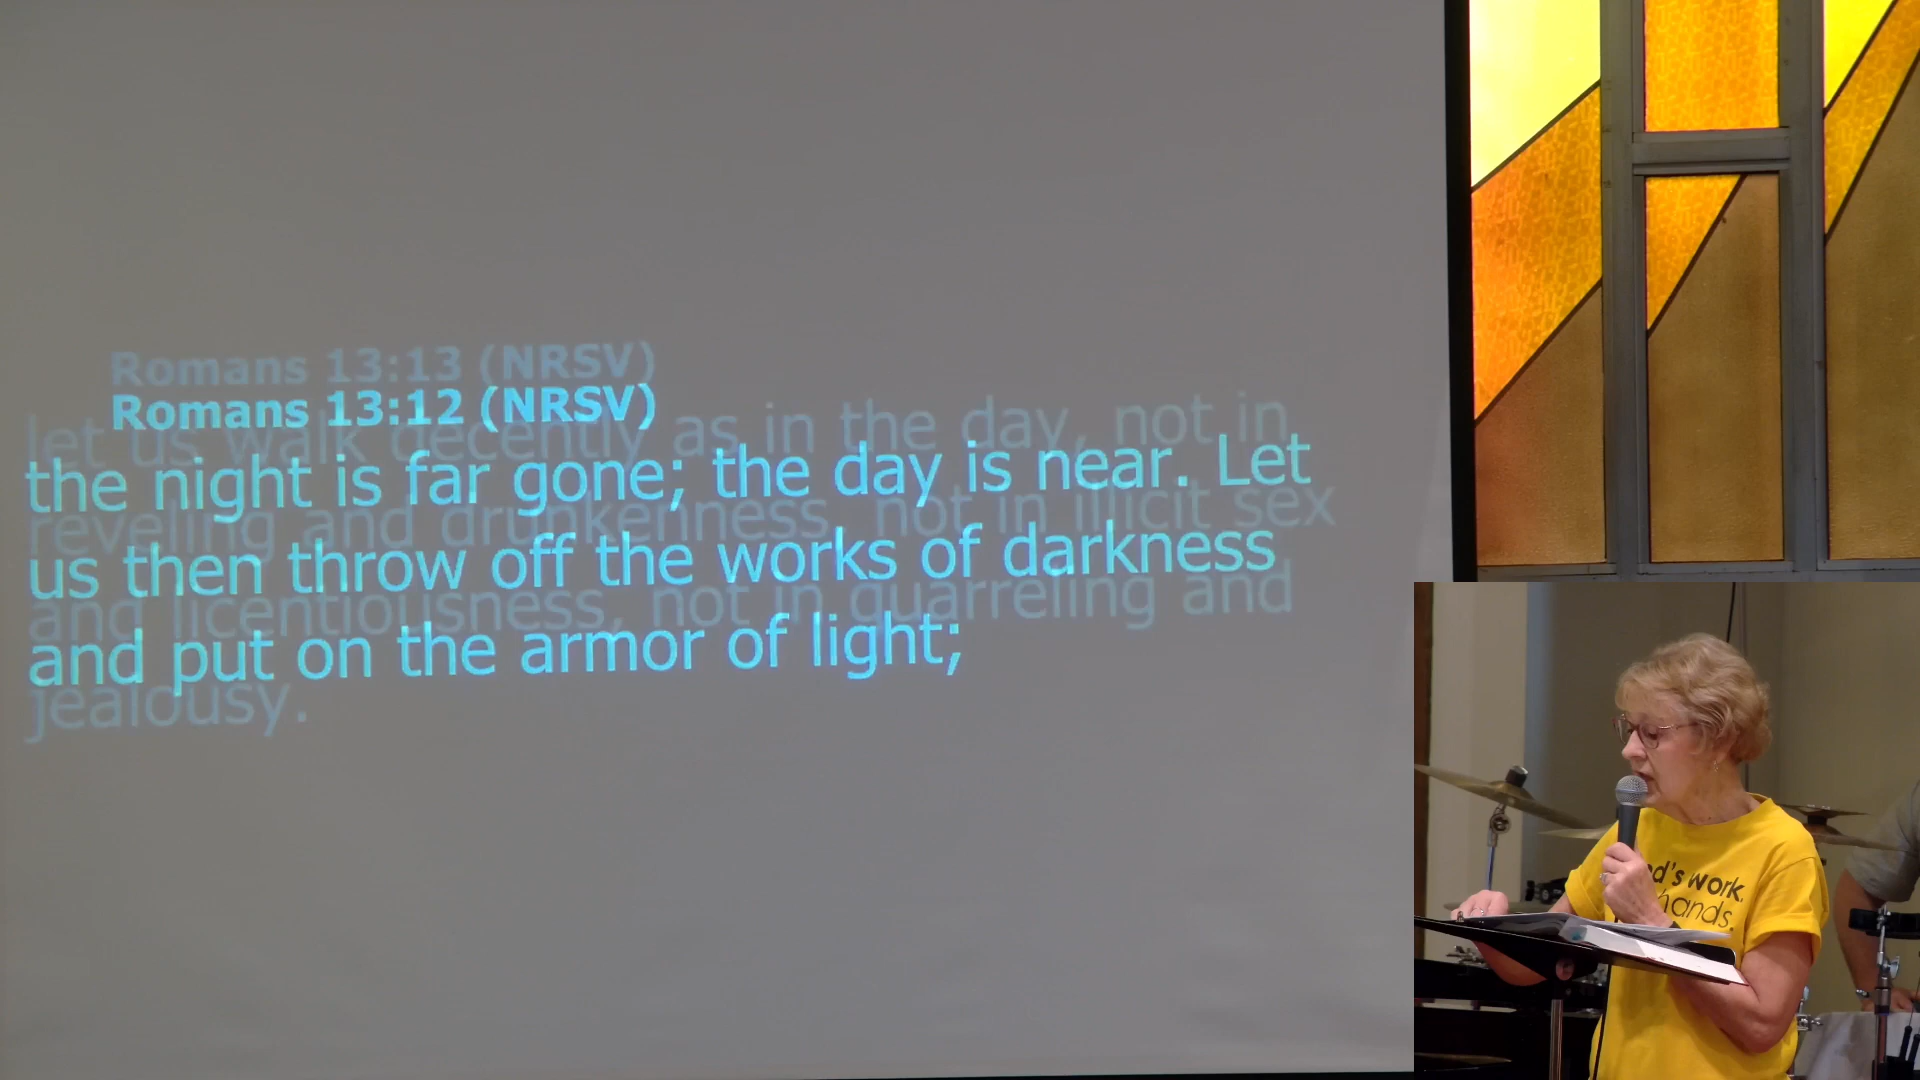 Romans 13:13 (NRSV)
Romans 13:12 (NRSV)
let us walk decently as in the day, not in
the night is far gone; the day is near. Let
reveling and drunkenness, not in illicit sex
us then throw off the works of darkness
and licentiousness, not in quarreling and
and put on the armor of light;
jealousy.
work.
hands.